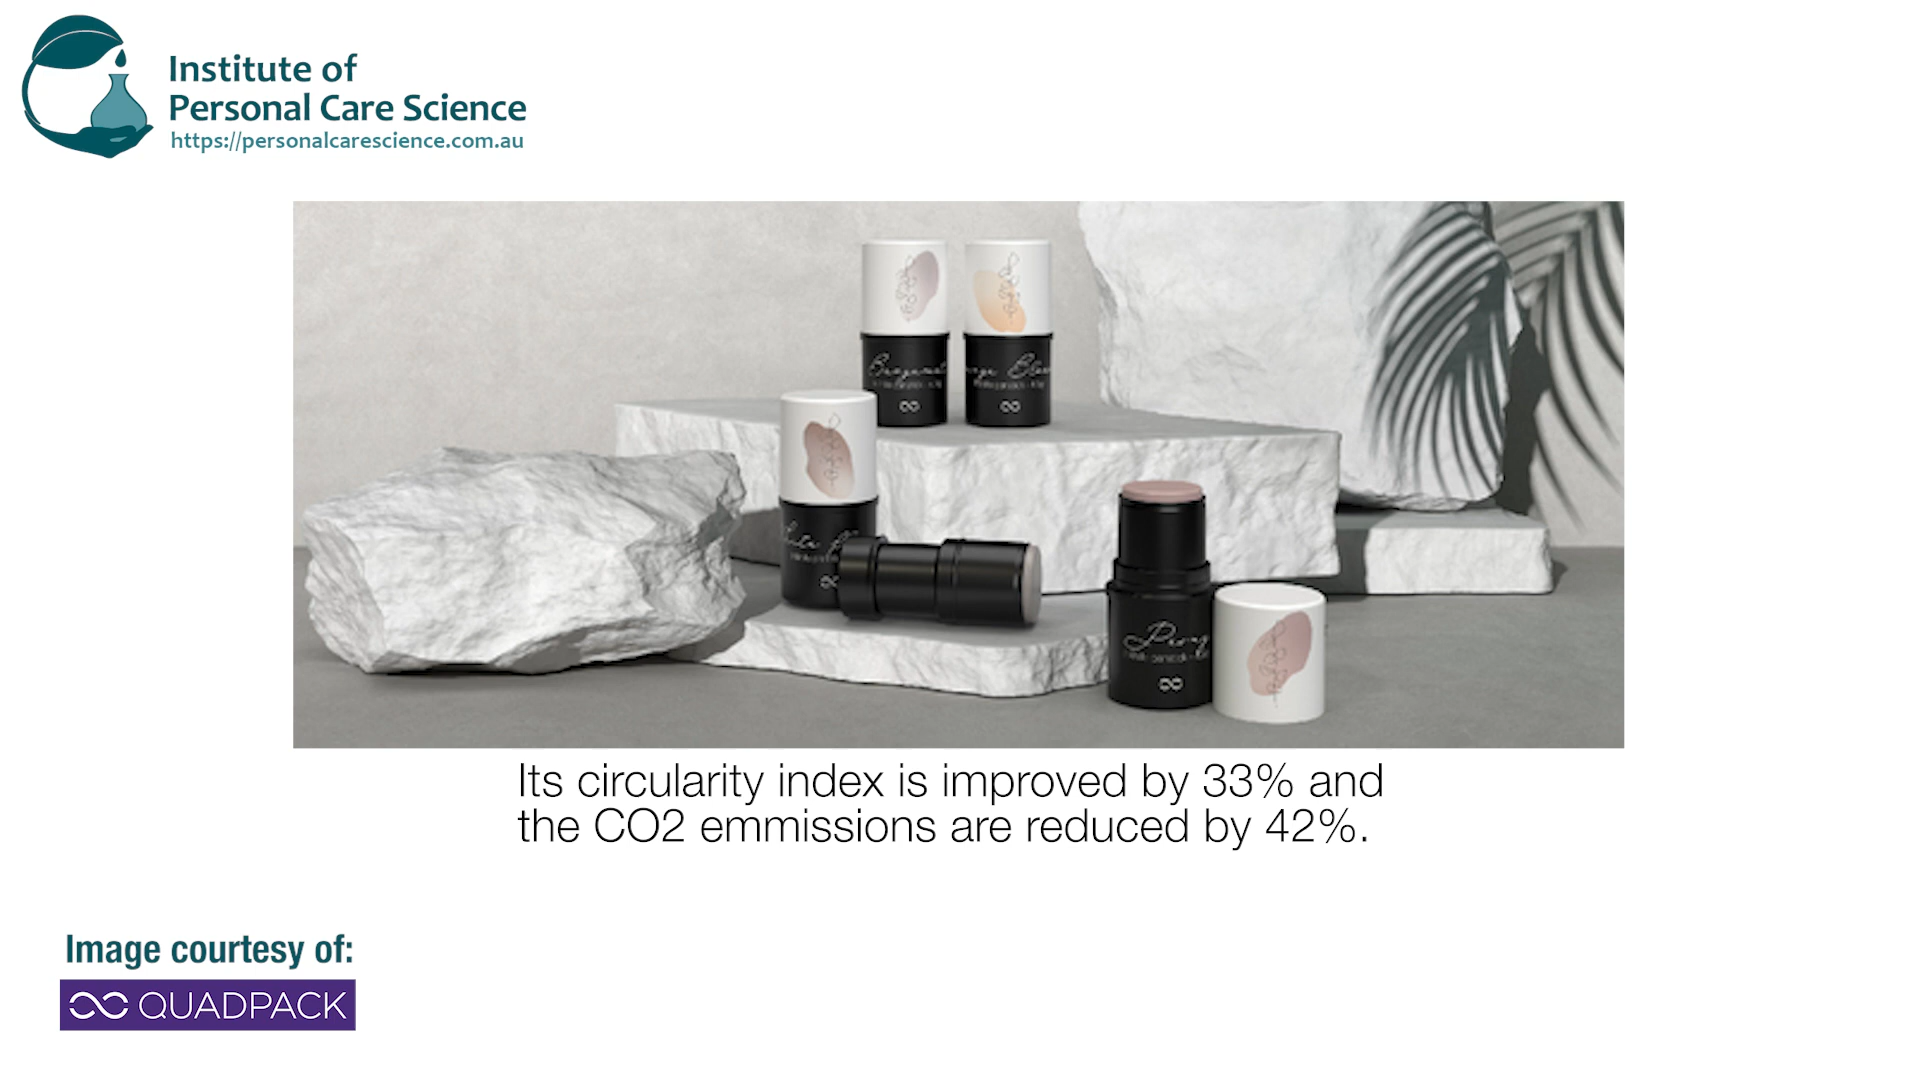 Institute of
Personal Care Science
https://personalcarescience.com.au
Peony
Its circularity index is improved by 33% and
the CO2 emmissions are reduced by 42%.
Image courtesy of:
QUADPACK